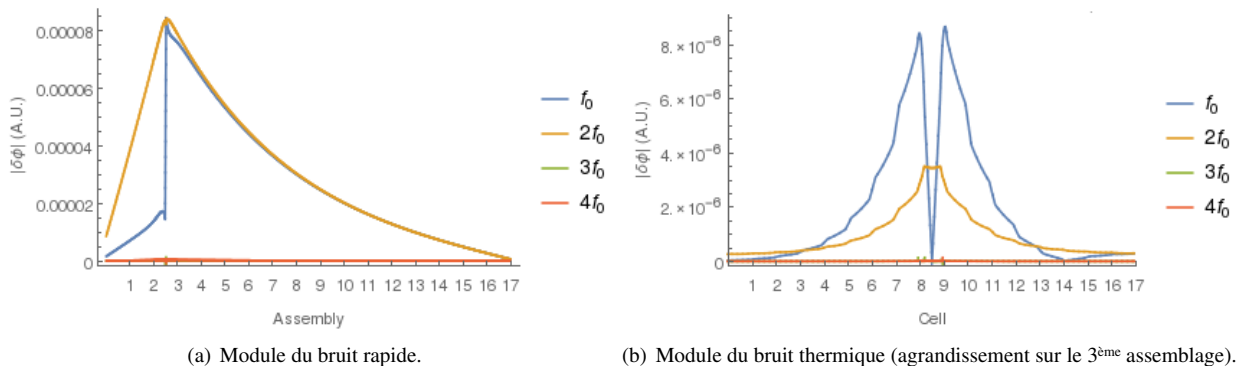 |δϕ| (A.U.)
0.00008
0.00006
0.00004
0.00002
0
1 2 3 4 5 6 7 8 9 10 11 12 13 14 15 16 17
Assembly
f₀
2f₀
3f₀
4f₀
(a) Module du bruit rapide.
|δϕ| (A.U.)
8. × 10⁻⁶
6. × 10⁻⁶
4. × 10⁻⁶
2. × 10⁻⁶
0
1 2 3 4 5 6 7 8 9 10 11 12 13 14 15 16 17
Cell
f₀
2f₀
3f₀
4f₀
(b) Module du bruit thermique (agrandissement sur le 3ème assemblage).